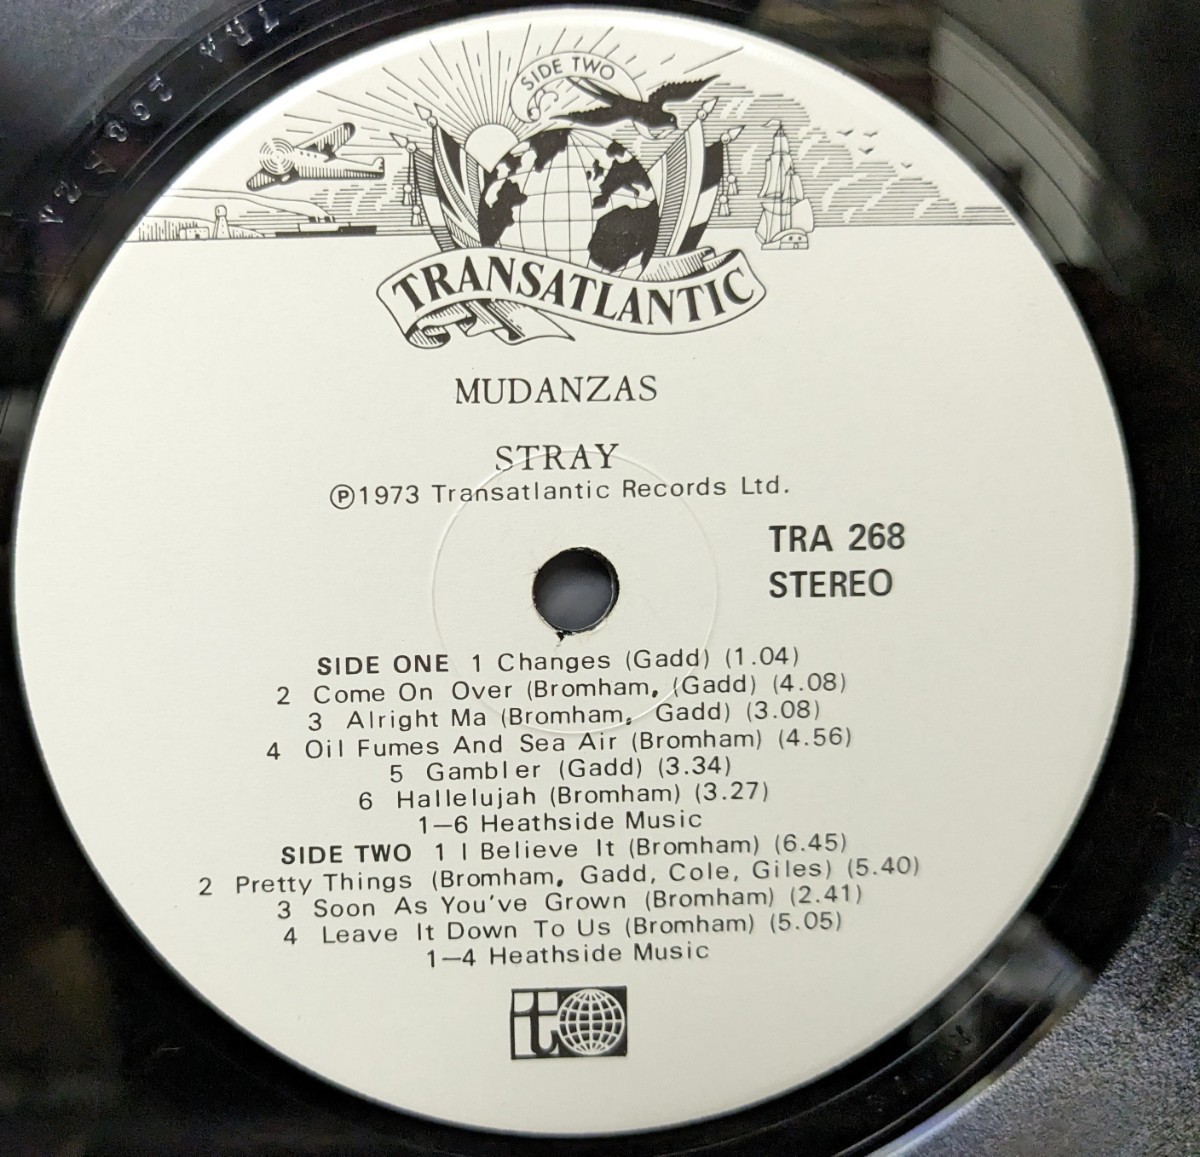 TRA 268 A 2A
SIDE TWO
TRANSATLANTIC
MUDANZAS
STRAY
Ⓟ1973 Transatlantic Records Ltd.
TRA 268
STEREO
SIDE ONE 1 Changes (Gadd) (1.04)
2 Come On Over (Bromham, (Gadd) (4.08)
3 Alright Ma (Bromham, Gadd) (3.08)
4 Oil Fumes And Sea Air (Bromham) (4.56)
5 Gambler (Gadd) (3.34)
6 Hallelujah (Bromham) (3.27)
1—6 Heathside Music
SIDE TWO 1 I Believe It (Bromham) (6.45)
2 Pretty Things (Bromham, Gadd, Cole, Giles) (5.40)
3 Soon As You've Grown (Bromham) (2.41)
4 Leave It Down To Us (Bromham) (5.05)
1—4 Heathside Music
t